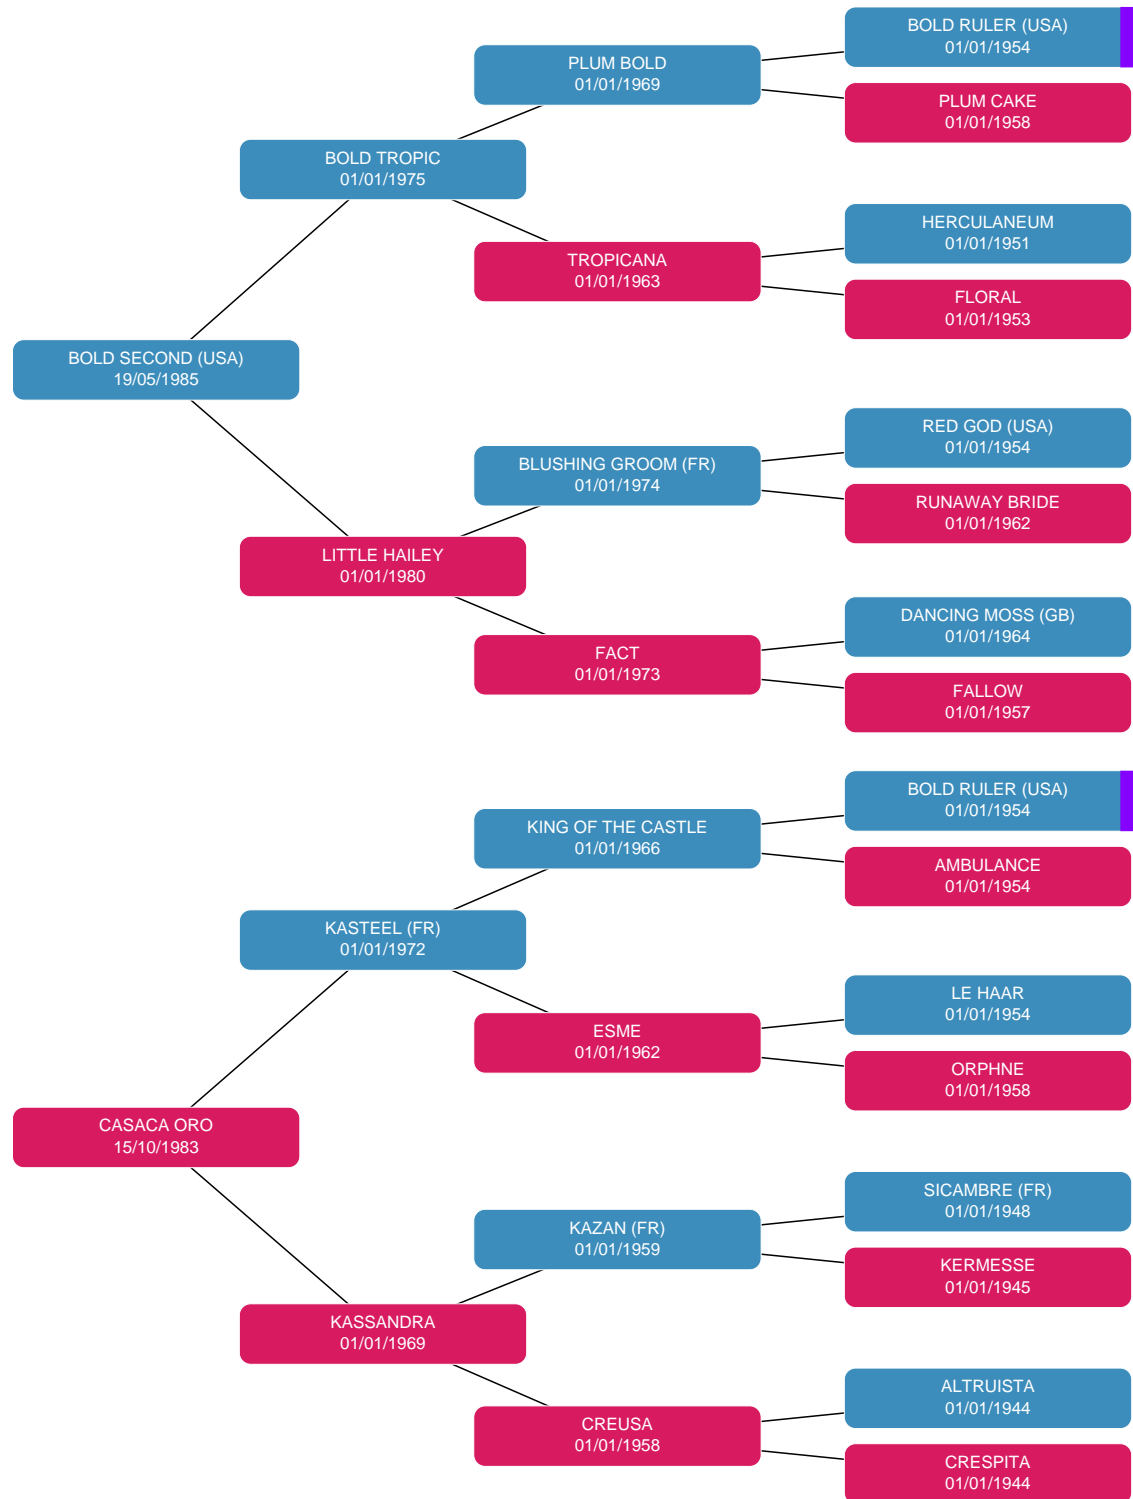 BOLD RULER (USA)
01/01/1954
PLUM BOLD
01/01/1969
PLUM CAKE
01/01/1958
BOLD TROPIC
01/01/1975
HERCULANEUM
01/01/1951
TROPICANA
01/01/1963
FLORAL
01/01/1953
BOLD SECOND (USA)
19/05/1985
RED GOD (USA)
01/01/1954
BLUSHING GROOM (FR)
01/01/1974
RUNAWAY BRIDE
01/01/1962
LITTLE HAILEY
01/01/1980
DANCING MOSS (GB)
01/01/1964
FACT
01/01/1973
FALLOW
01/01/1957
BOLD RULER (USA)
01/01/1954
KING OF THE CASTLE
01/01/1966
AMBULANCE
01/01/1954
KASTEEL (FR)
01/01/1972
LE HAAR
01/01/1954
ESME
01/01/1962
ORPHNE
01/01/1958
CASACA ORO
15/10/1983
SICAMBRE (FR)
01/01/1948
KAZAN (FR)
01/01/1959
KERMESSE
01/01/1945
KASSANDRA
01/01/1969
ALTRUISTA
01/01/1944
CREUSA
01/01/1958
CRESPITA
01/01/1944